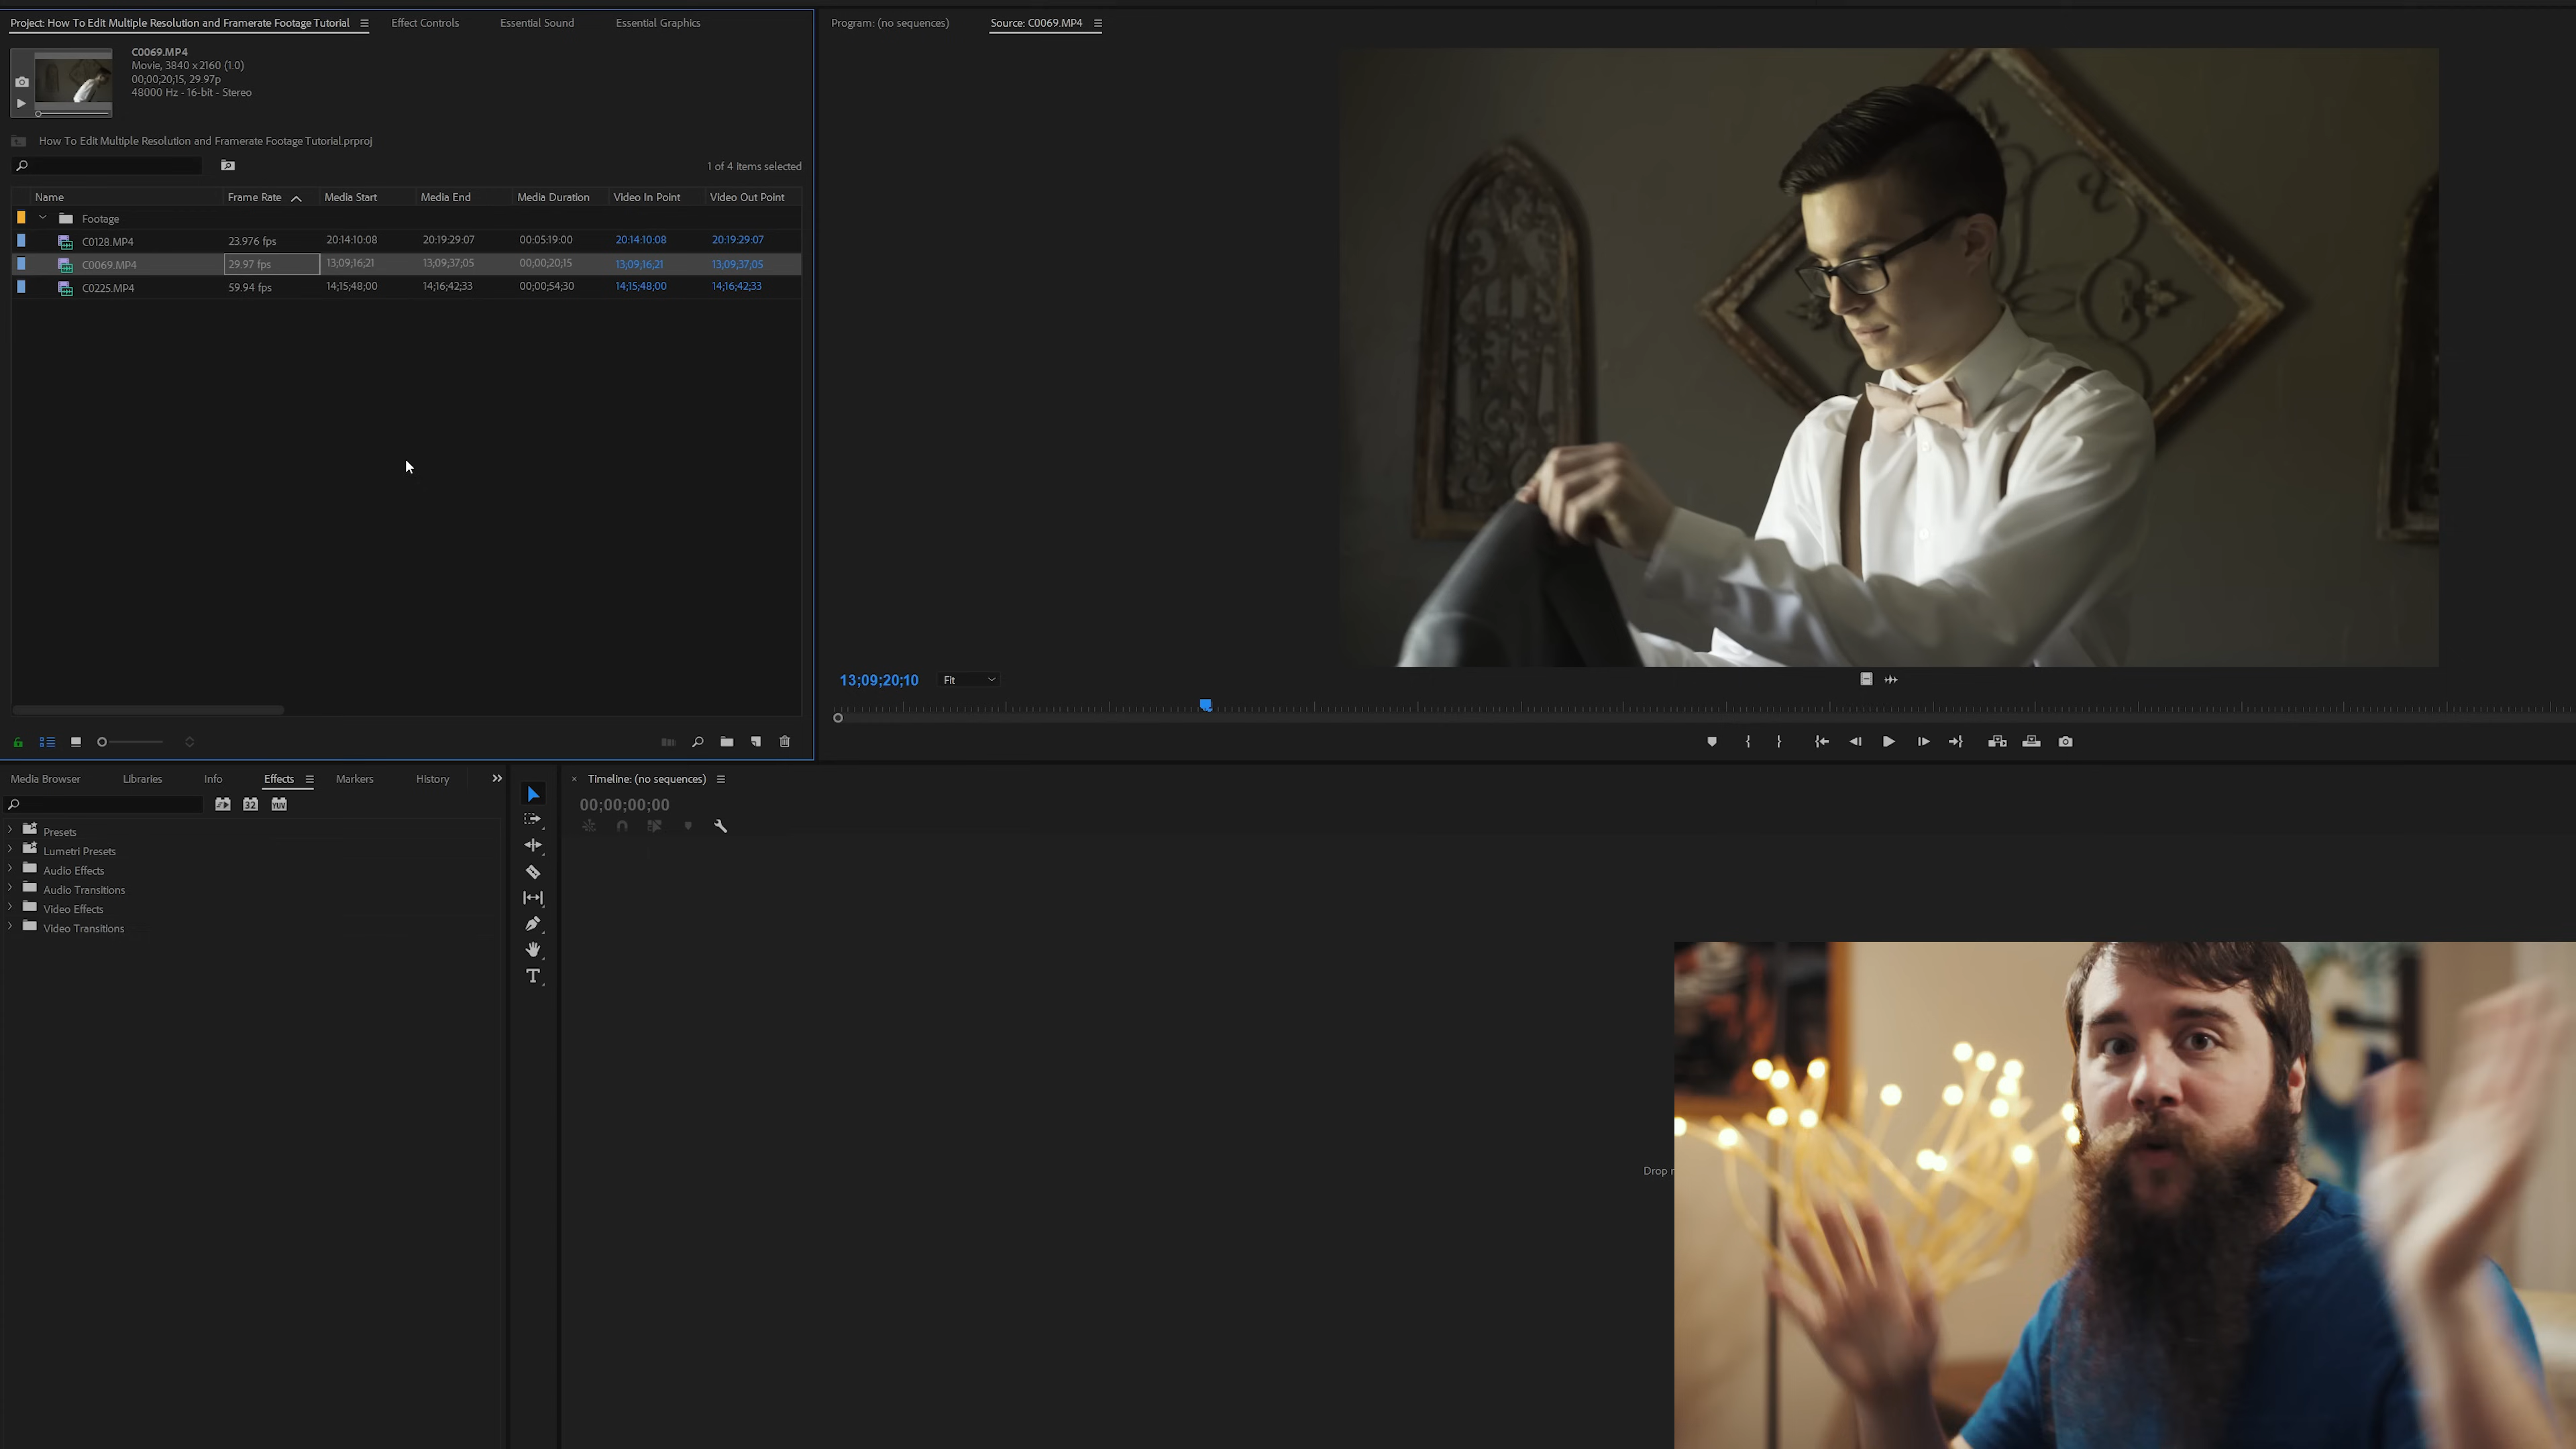 Project: How To Edit Multiple Resolution and Framerate Footage Tutorial
Effect Controls
Essential Sound
Essential Graphics
Program: (no sequences)
Source: C0069.MP4
C0069.MP4
Movie, 3840 x 2160 (1.0)
00;00;20;15, 29.97p
48000 Hz - 16-bit - Stereo
How To Edit Multiple Resolution and Framerate Footage Tutorial.prproj
1 of 4 items selected
Name Frame Rate Media Start Media End Media Duration Video In Point Video Out Point
Footage
C0128.MP4 23.976 fps 20:14:10:08 20:19:29:07 00:05:19:00 20:14:10:08 20:19:29:07
C0069.MP4 29.97 fps 13;09;16;21 13;09;37;05 00;00;20;15 13;09;16;21 13;09;37;05
C0225.MP4 59.94 fps 14;15;48;00 14;16;42;33 00;00;54;30 14;15;48;00 14;16;42;33
13;09;20;10 Fit
Media Browser Libraries Info Effects Markers History
32 YUV
Presets
Lumetri Presets
Audio Effects
Audio Transitions
Video Effects
Video Transitions
Timeline: (no sequences)
00;00;00;00
Drop